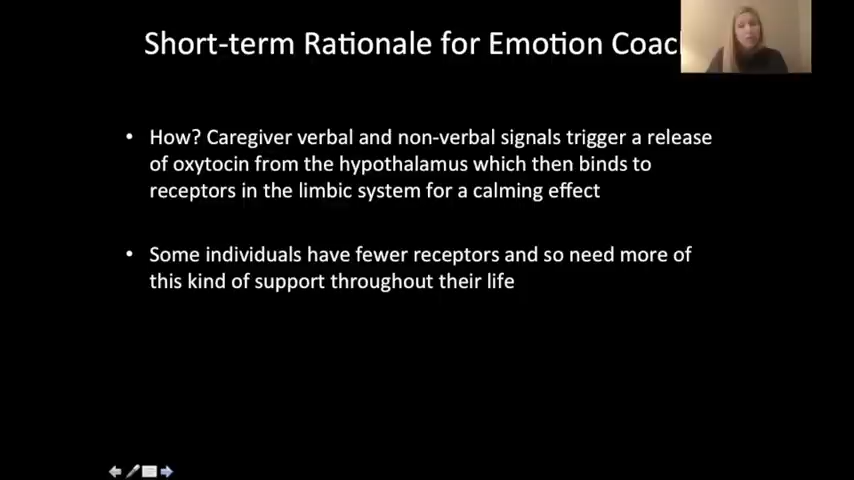 Short-term Rationale for Emotion
• How? Caregiver verbal and non-verbal signals trigger a release
of oxytocin from the hypothalamus which then binds to
receptors in the limbic system for a calming effect
• Some individuals have fewer receptors and so need more of
this kind of support throughout their life